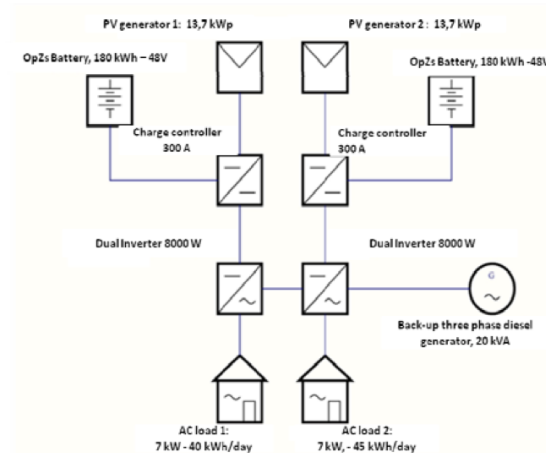 PV generator 1: 13,7 kWp
PV generator 2 : 13,7 kWp
OpZs Battery, 180 kWh – 48V
OpZs Battery, 180 kWh -48V
Charge controller
300 A
Charge controller
300 A
Dual Inverter 8000 W
Dual Inverter 8000 W
G
Back-up three phase diesel
generator, 20 kVA
AC load 1:
7 kW - 40 kWh/day
AC load 2:
7 kW, - 45 kWh/day